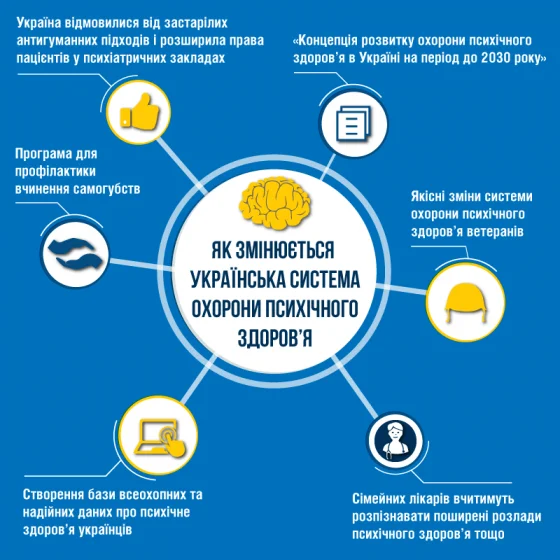 Україна відмовилися від застарілих
антигуманних підходів і розширила права
пацієнтів у психіатричних закладах
«Концепція розвитку охорони психічного
здоров'я в Україні на період до 2030 року»
Програма для
профілактики
вчинення самогубств
Якісні зміни системи
охорони психічного
здоров'я ветеранів
ЯК ЗМІНЮЄТЬСЯ
УКРАЇНСЬКА СИСТЕМА
ОХОРОНИ ПСИХІЧНОГО
ЗДОРОВ'Я
Створення бази всеохопних та
надійних даних про психічне
здоров'я українців
Сімейних лікарів вчитимуть
розпізнавати поширені розлади
психічного здоров'я тощо